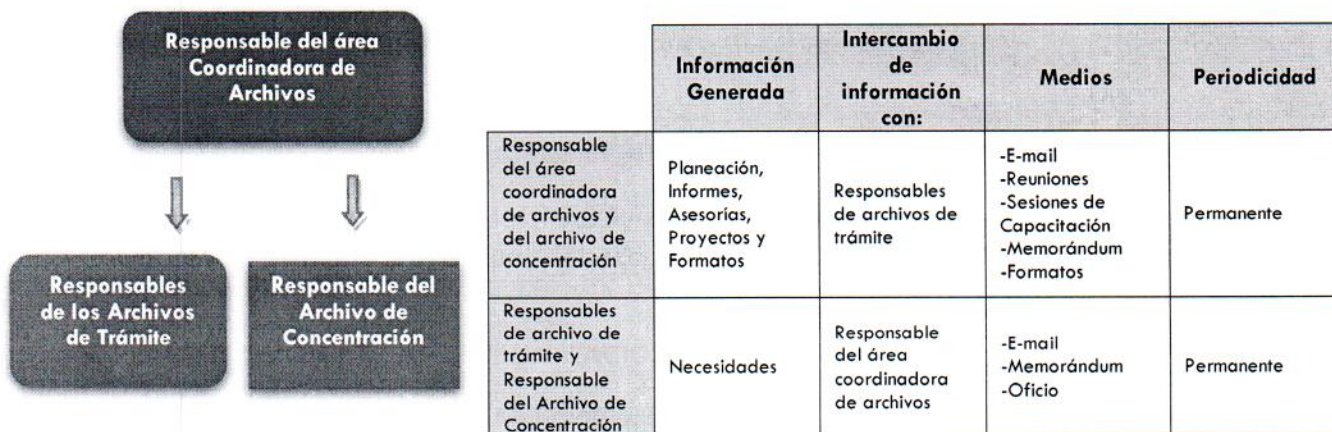 Responsable del área
Coordinadora de
Archivos
Responsables
de los Archivos
de Trámite
Responsable del
Archivo de
Concentración
Información
Generada
Intercambio
de
información
con:
Medios
Periodicidad
Responsable
del área
coordinadora
de archivos y
del archivo de
concentración
Planeación,
Informes,
Asesorías,
Proyectos y
Formatos
Responsables
de archivos de
trámite
-E-mail
-Reuniones
-Sesiones de
Capacitación
-Memorándum
-Formatos
Permanente
Responsables
de archivo de
trámite y
Responsable
del Archivo de
Concentración
Necesidades
Responsable
del área
coordinadora
de archivos
-E-mail
-Memorándum
-Oficio
Permanente